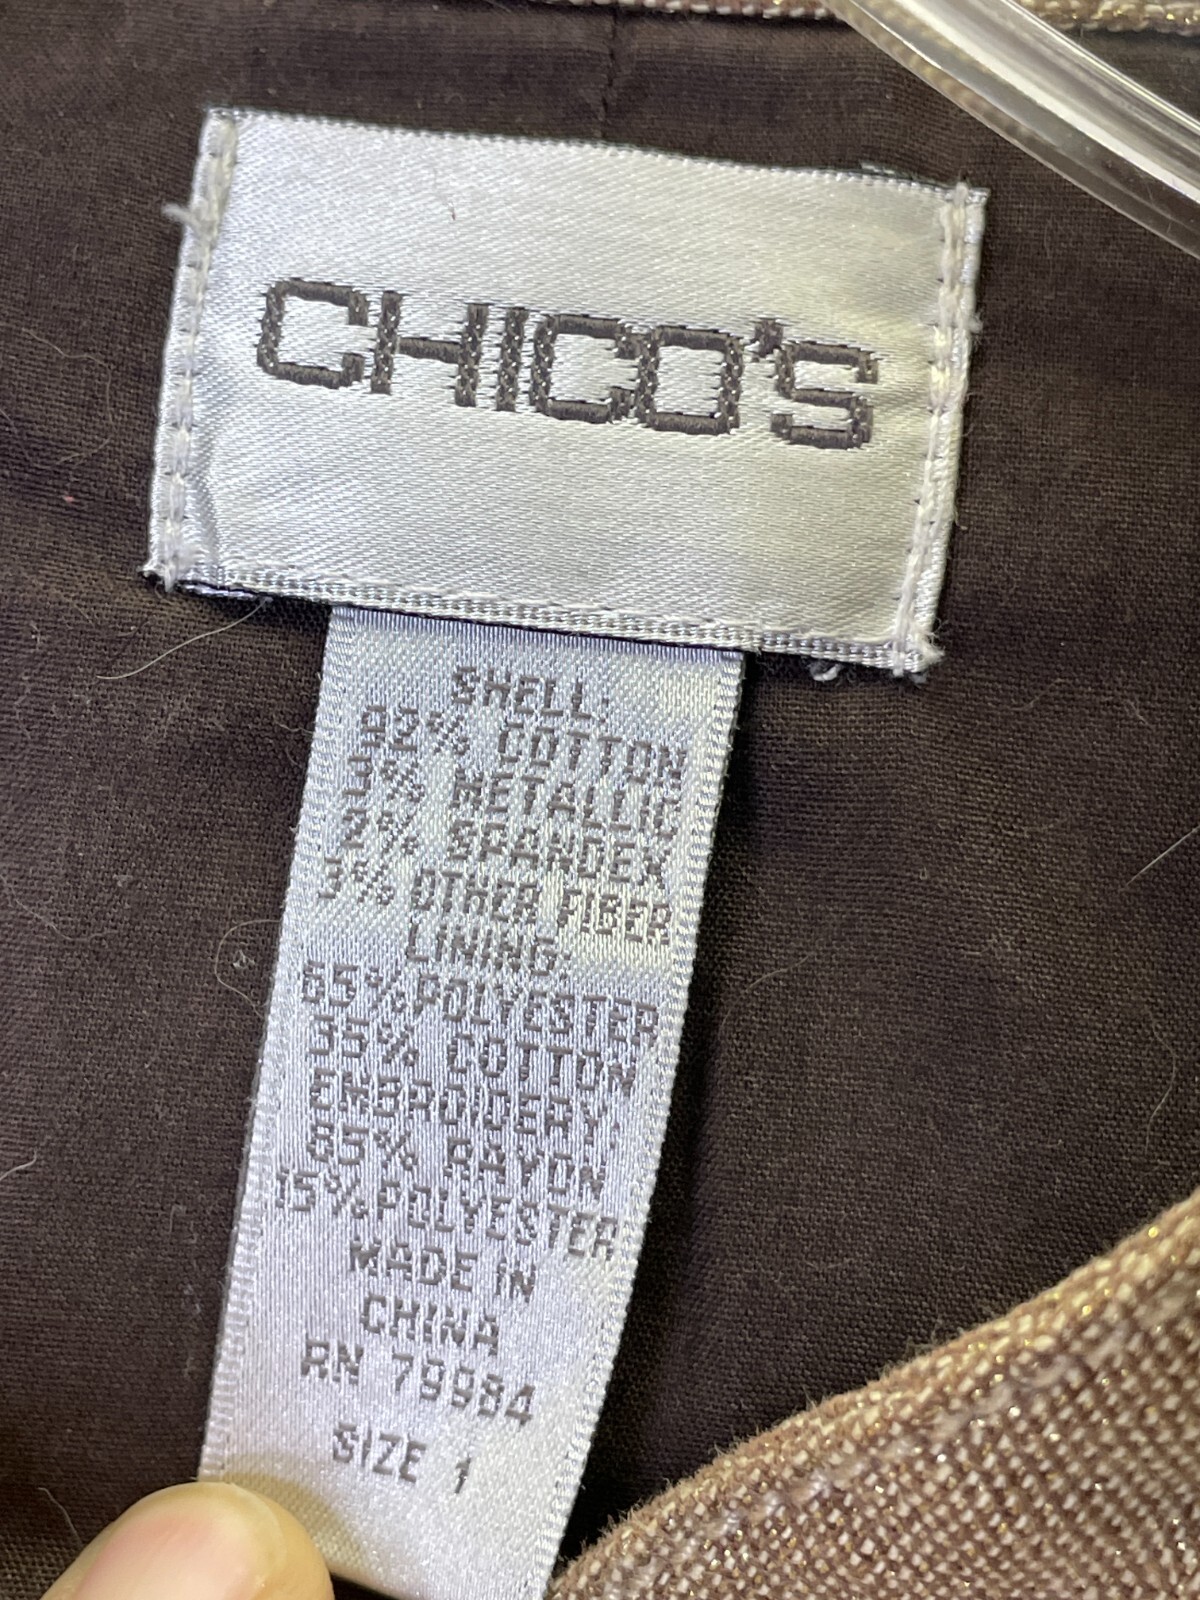 CHICO'S
SHELL:
92% COTTON
3% METALLIC
2% SPANDEX
3% OTHER FIBER
LINING:
65% POLYESTER
35% COTTON
EMBROIDERY:
85% RAYON
15% POLYESTER
MADE IN
CHINA
RN 79984
SIZE 1